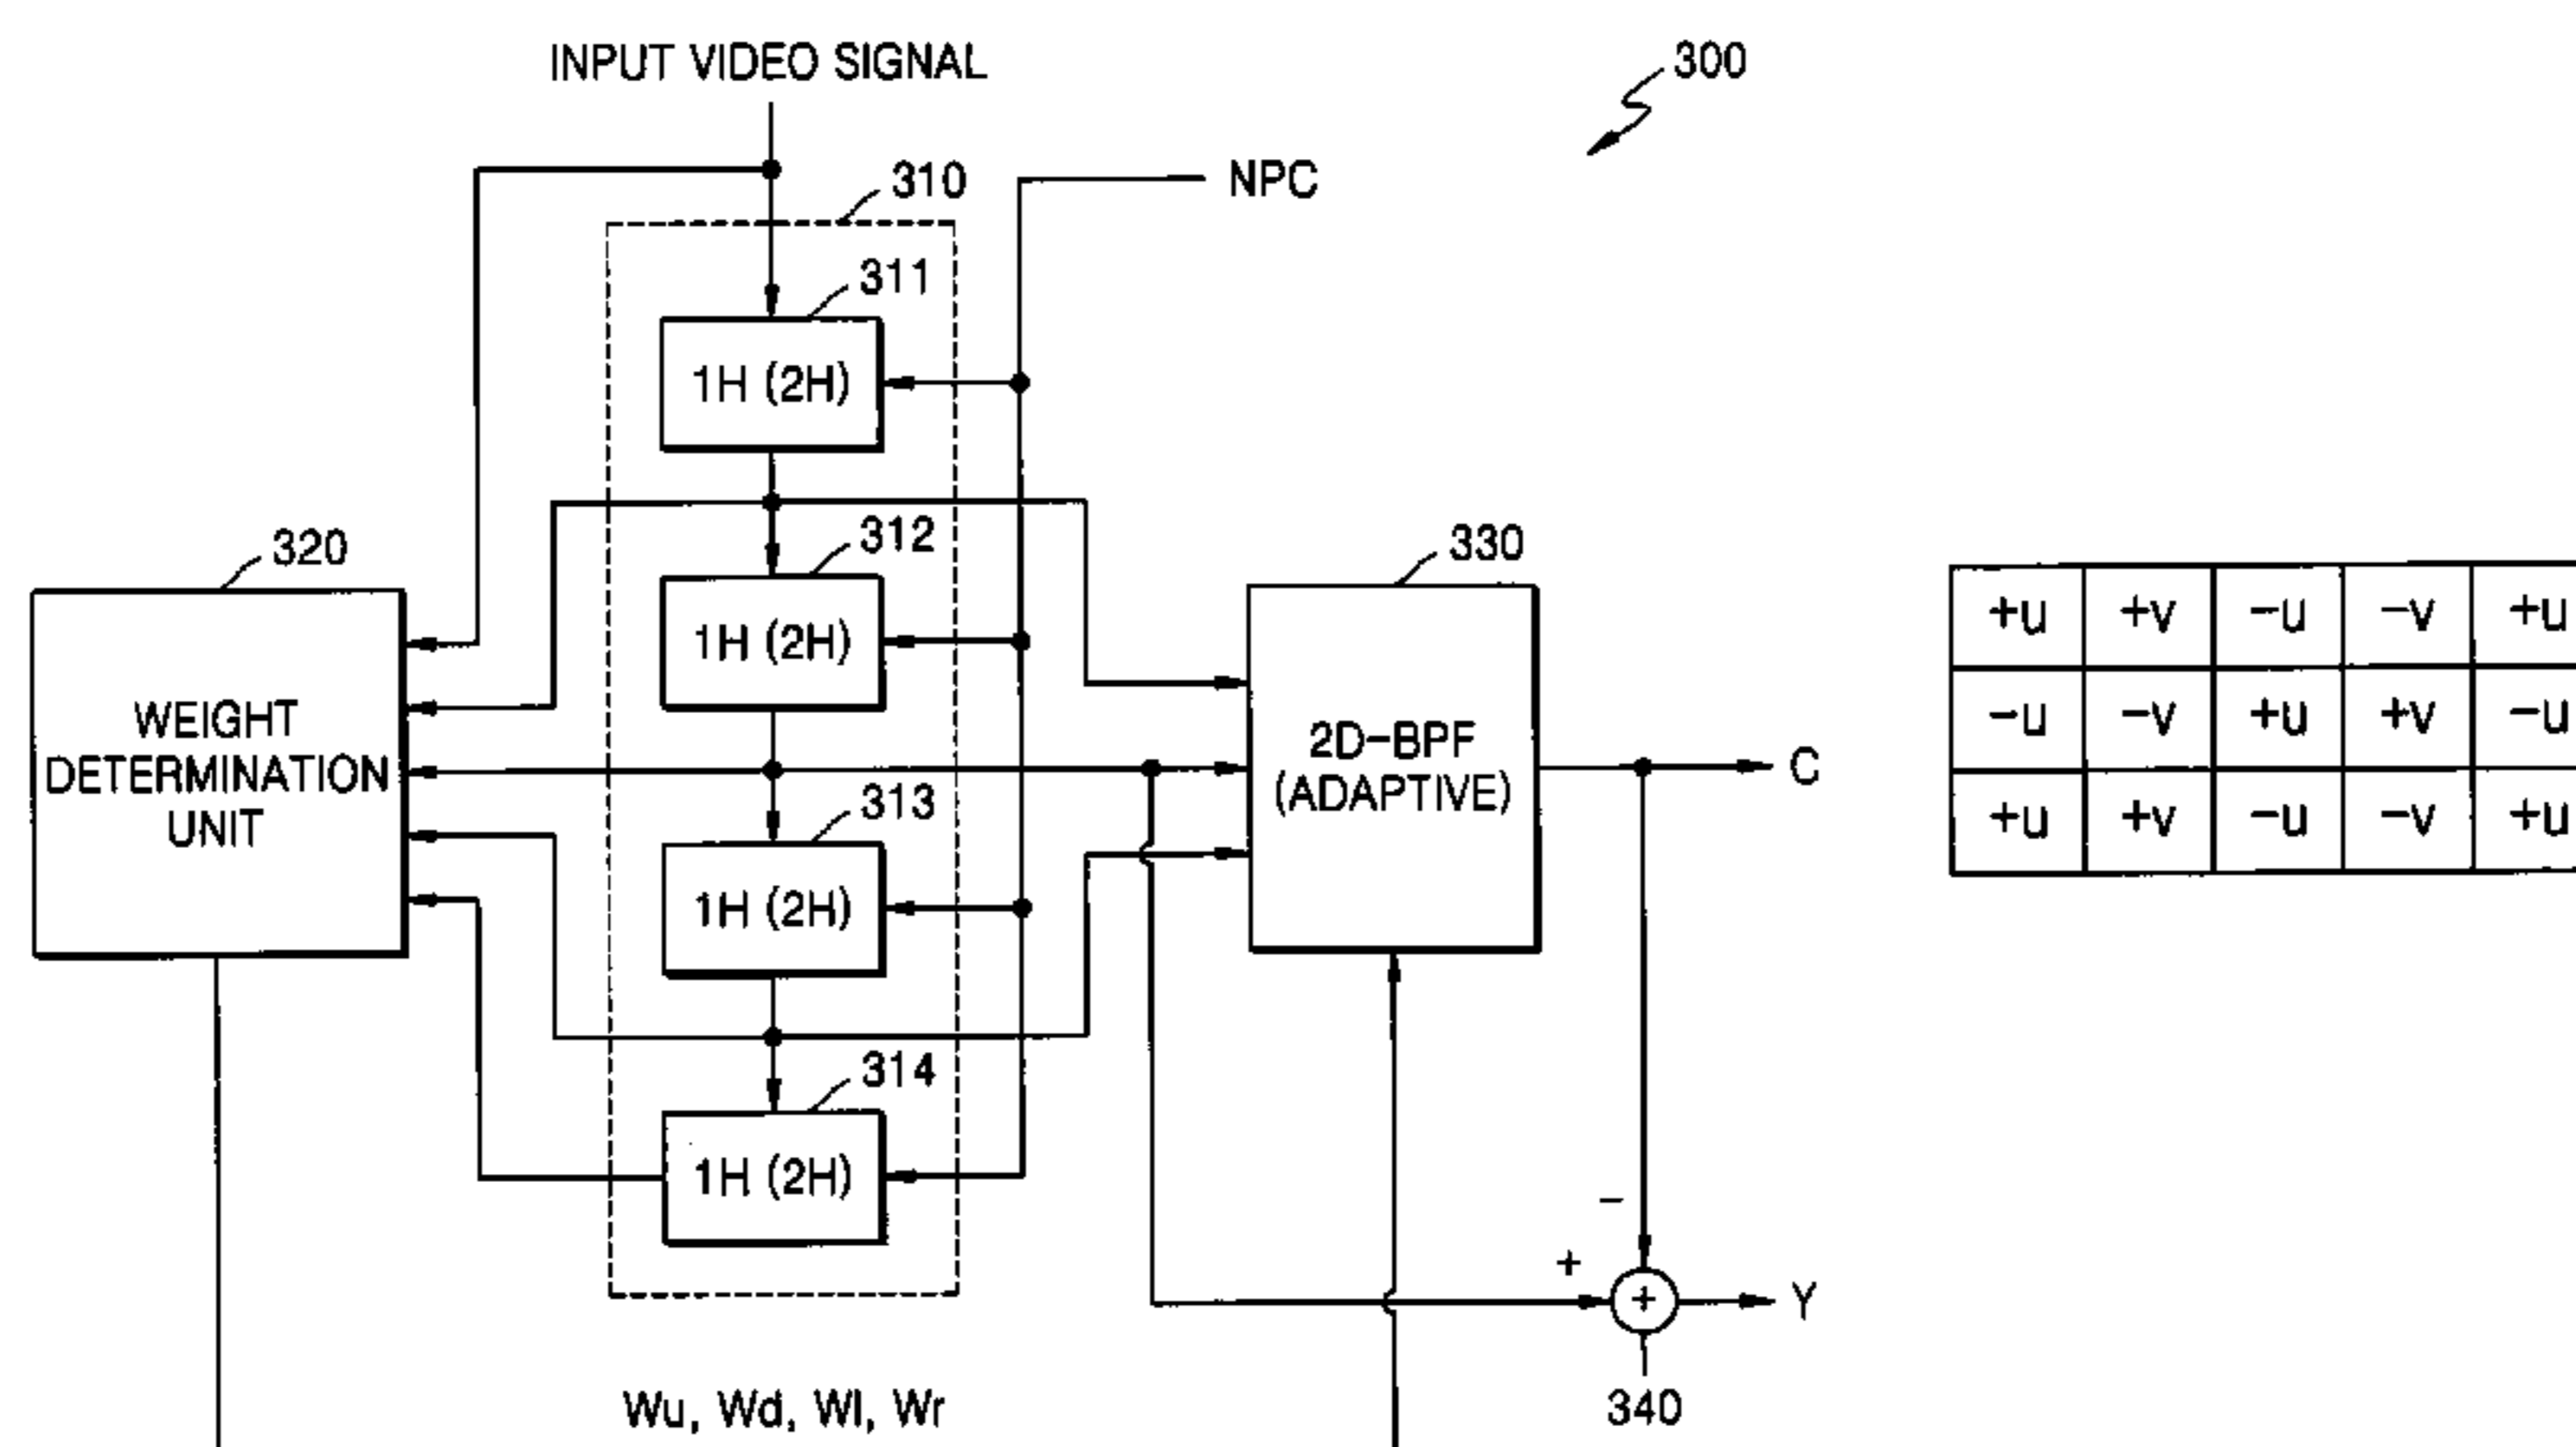 INPUT VIDEO SIGNAL
300
310
NPC
311
1H (2H)
312
1H (2H)
320
WEIGHT
DETERMINATION
UNIT
330
2D-BPF
(ADAPTIVE)
C
313
1H (2H)
314
1H (2H)
−
+
+
Y
340
Wu, Wd, Wl, Wr
+u +v −u −v +u
−u −v +u +v −u
+u +v −u −v +u